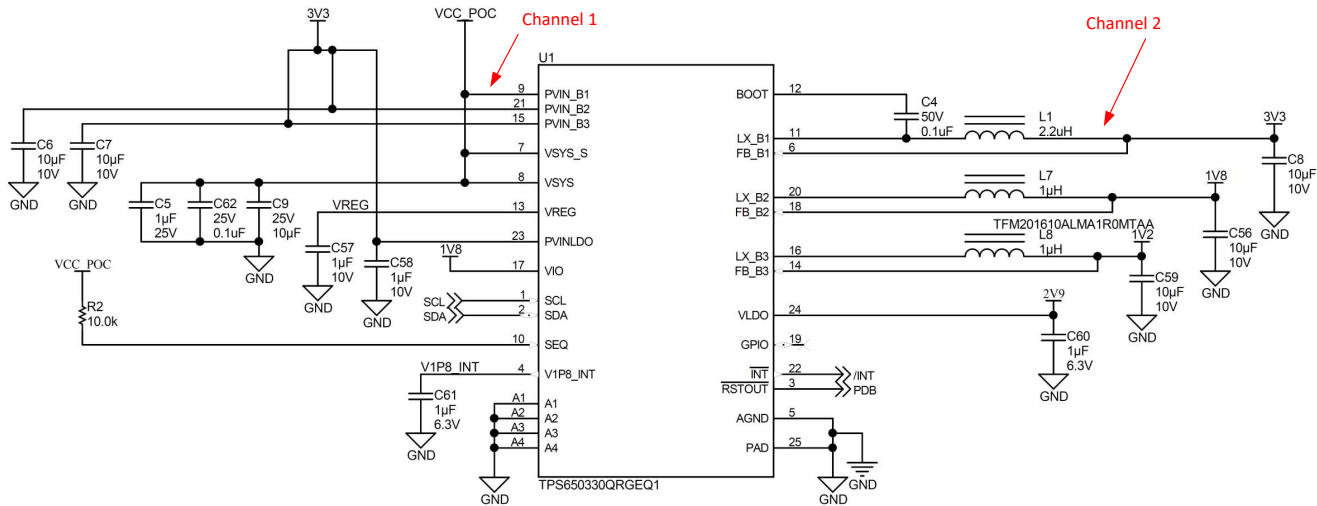 3V3
VCC_POC
Channel 1
Channel 2
U1
9
PVIN_B1
21
PVIN_B2
15
PVIN_B3
7
VSYS_S
8
VSYS
13
VREG
VREG
23
PVINLDO
17
VIO
1V8
1
SCL
SCL
2
SDA
SDA
10
SEQ
4
V1P8_INT
V1P8_INT
A1
A1
A2
A2
A3
A3
A4
A4
C6
10µF
10V
GND
C7
10µF
10V
GND
C5
1µF
25V
C62
25V
0.1uF
C9
25V
10µF
GND
C57
1µF
10V
GND
C58
1µF
10V
GND
VCC_POC
R2
10.0k
C61
1µF
6.3V
GND
GND
TPS650330QRGEQ1
BOOT
12
C4
50V
0.1uF
L1
2.2uH
LX_B1
11
FB_B1
6
3V3
C8
10µF
10V
GND
LX_B2
20
FB_B2
18
L7
1µH
1V8
TFM201610ALMA1R0MTAA
C56
10µF
10V
GND
LX_B3
16
FB_B3
14
L8
1µH
1V2
C59
10µF
10V
GND
VLDO
24
2V9
C60
1µF
6.3V
GND
GPIO
19
INT
22
/INT
RSTOUT
3
PDB
AGND
5
PAD
25
GND
GND